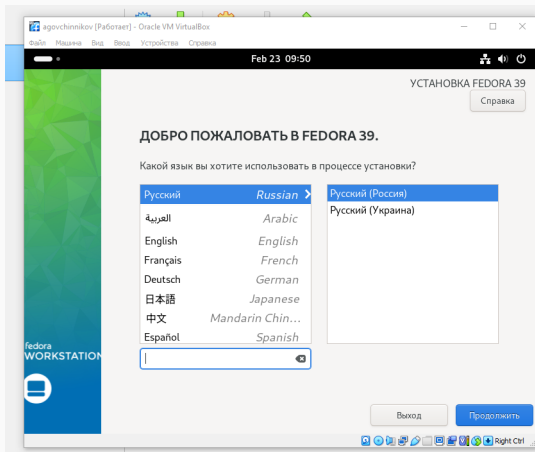 agovchinnikov [Работает] - Oracle VM VirtualBox
Файл Машина Вид Ввод Устройства Справка
Feb 23 09:50
УСТАНОВКА FEDORA 39
Справка
ДОБРО ПОЖАЛОВАТЬ В FEDORA 39.
Какой язык вы хотите использовать в процессе установки?
Русский Russian
العربية Arabic
English English
Français French
Deutsch German
日本語 Japanese
中文 Mandarin Chin...
Español Spanish
Русский (Россия)
Русский (Украина)
fedora
WORKSTATION
Выход
Продолжить
Right Ctrl